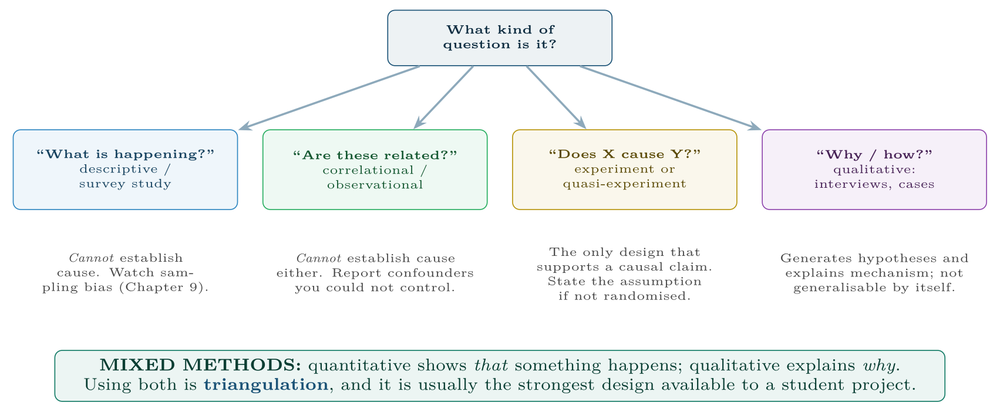 What kind of
question is it?
“What is happening?”
descriptive /
survey study
“Are these related?”
correlational /
observational
“Does X cause Y?”
experiment or
quasi-experiment
“Why / how?”
qualitative:
interviews, cases
Cannot establish
cause. Watch sam-
pling bias (Chapter 9).
Cannot establish cause
either. Report confounders
you could not control.
The only design that
supports a causal claim.
State the assumption
if not randomised.
Generates hypotheses and
explains mechanism; not
generalisable by itself.
MIXED METHODS: quantitative shows that something happens; qualitative explains why.
Using both is triangulation, and it is usually the strongest design available to a student project.